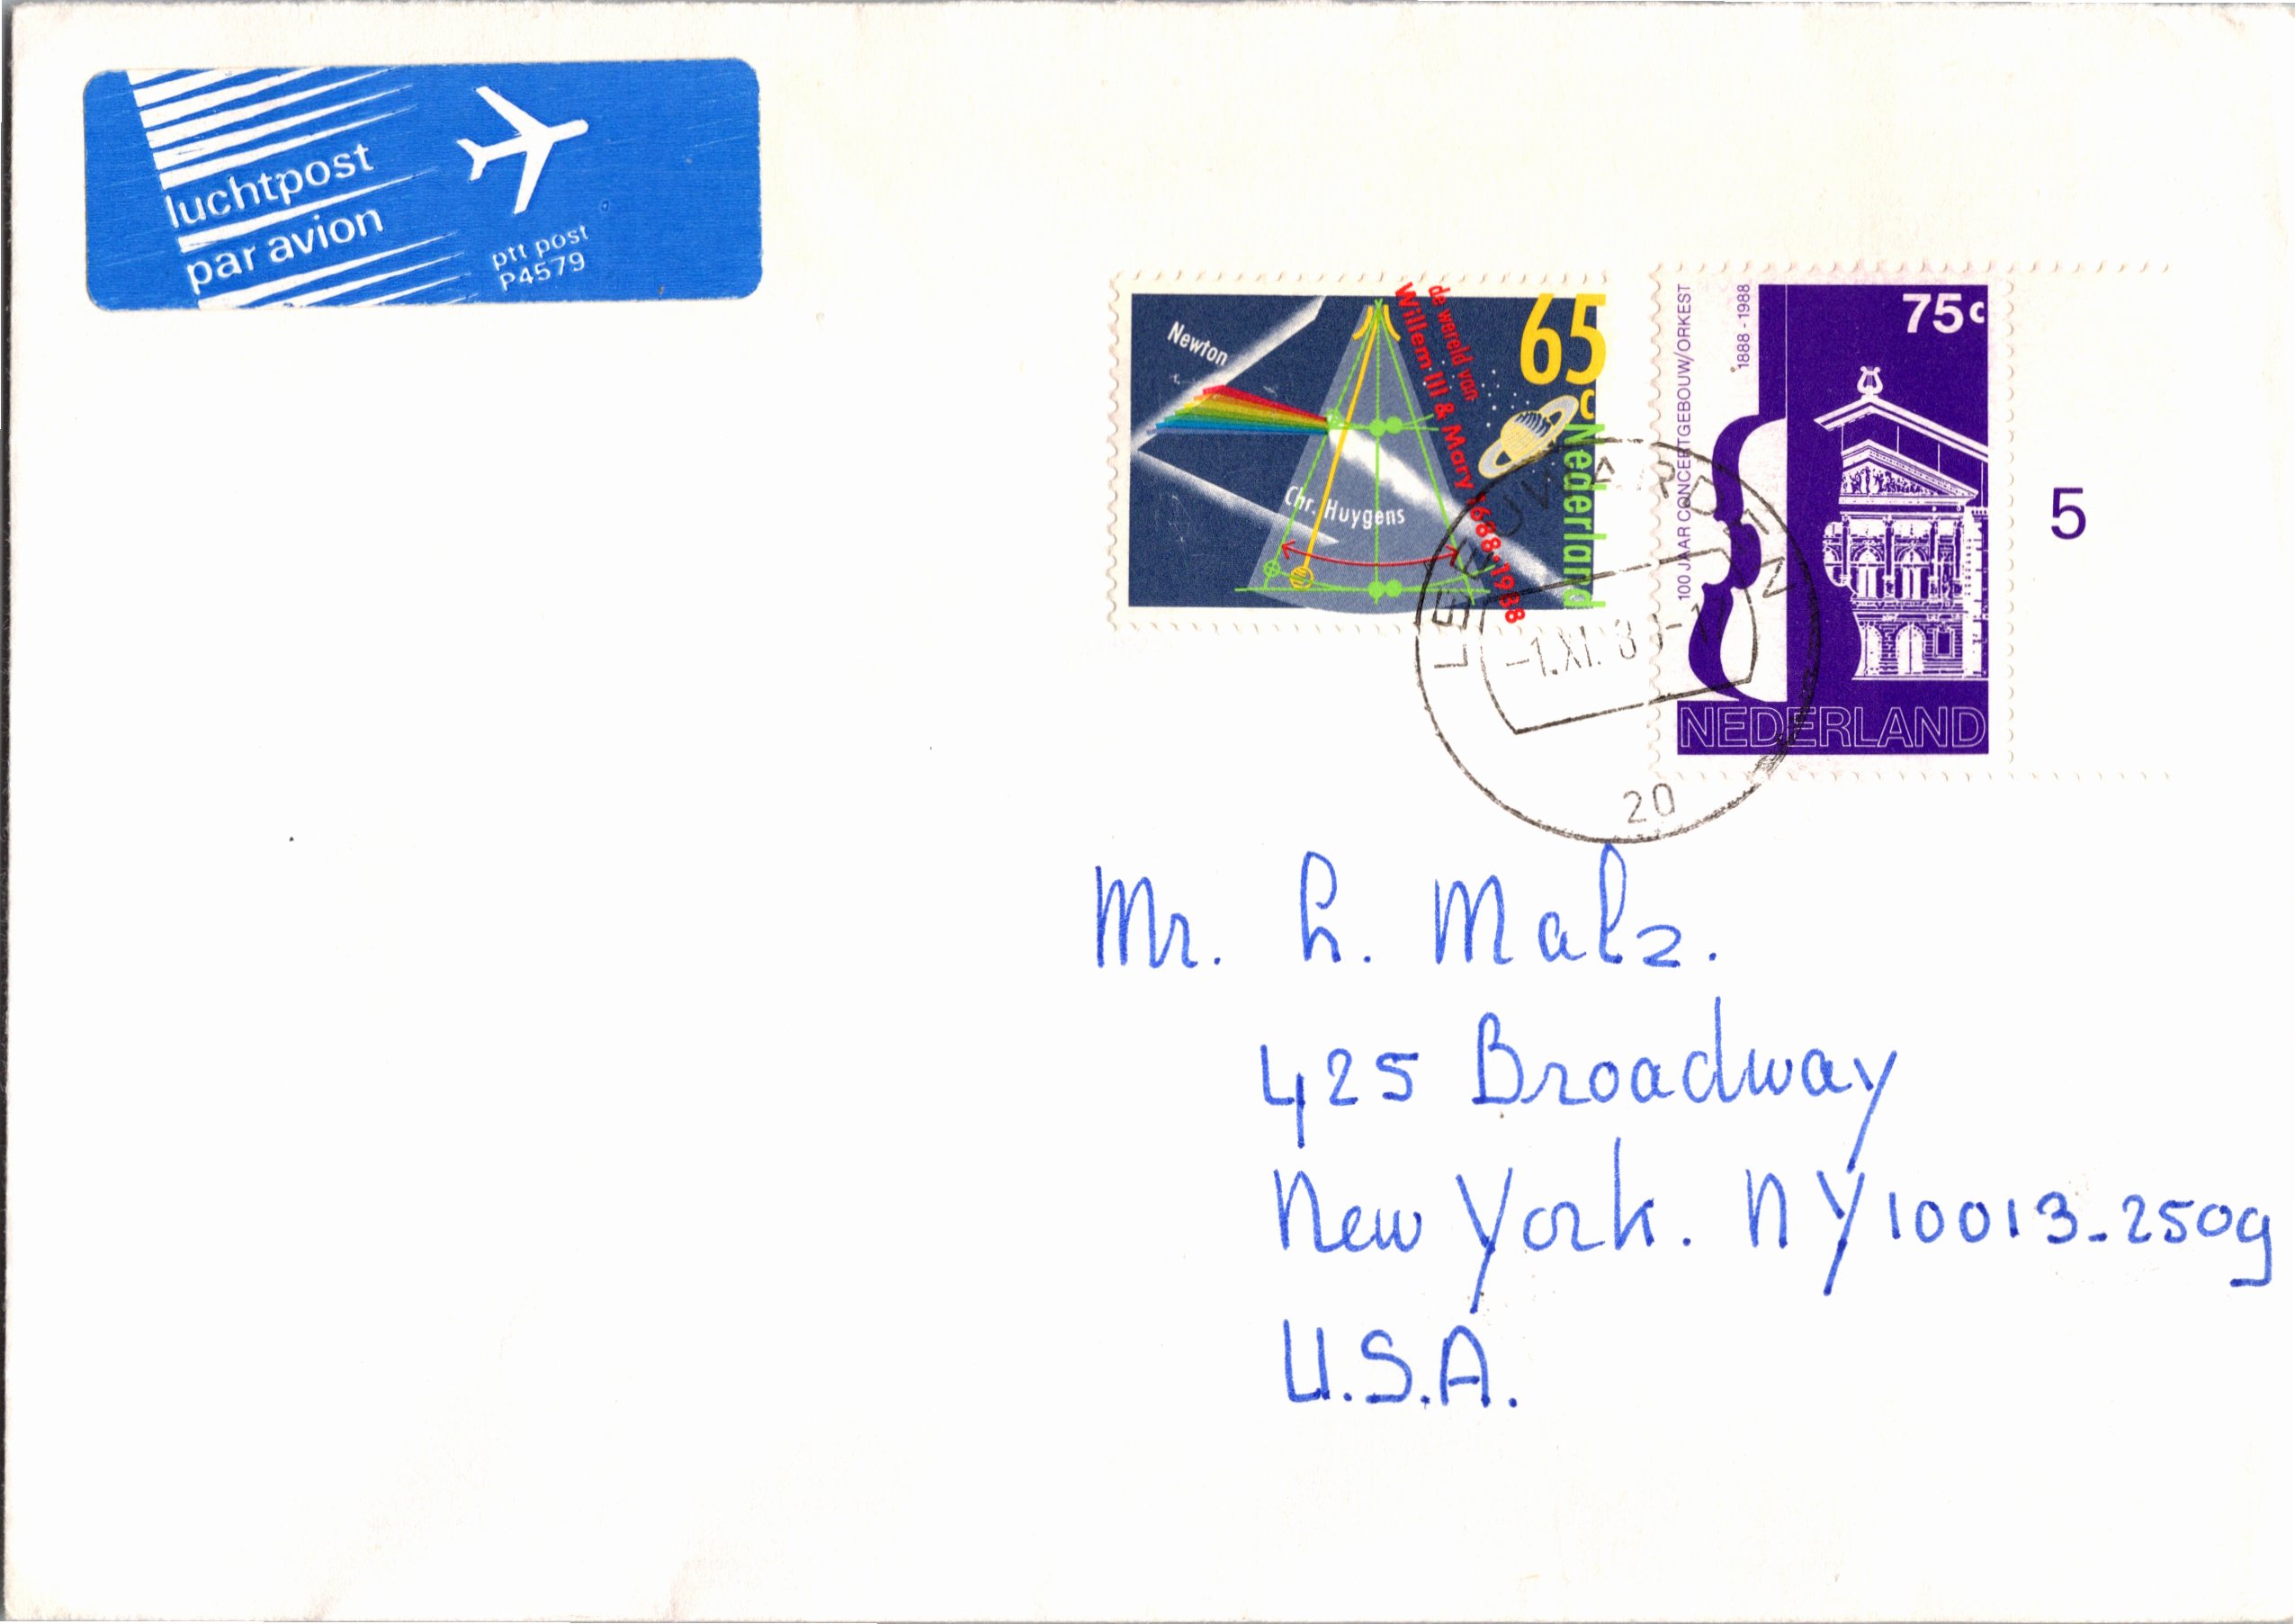 luchtpost
par avion
ptt post
P4579
Newton
Chr. Huygens
de wereld van
Willem III & Mary 1688-1988
65c
Nederland
100 JAAR CONCERTGEBOUW/ORKEST
1888 - 1988
75c
NEDERLAND
5
LEEUWARDEN
-1.XI.8
20
Mr. L. Malz.
425 Broadway
New York. NY 10013-2509
U.S.A.